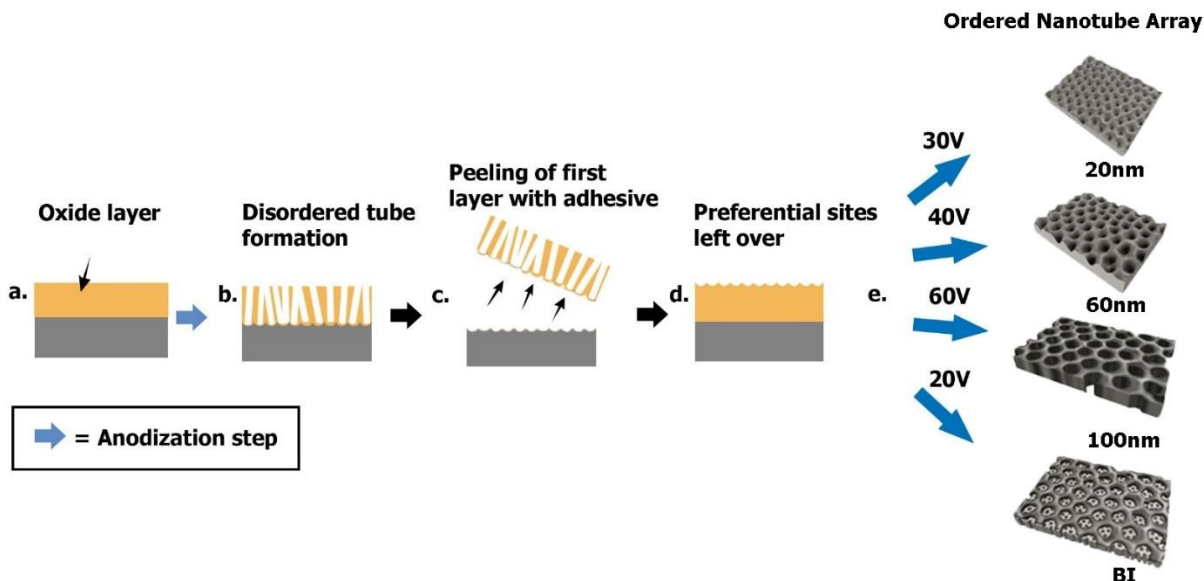 Ordered Nanotube Array
30V
20nm
Peeling of first
layer with adhesive
Oxide layer
Disordered tube
formation
Preferential sites
left over
40V
a.
b.
c.
d.
e.
60V
60nm
20V
= Anodization step
100nm
BI